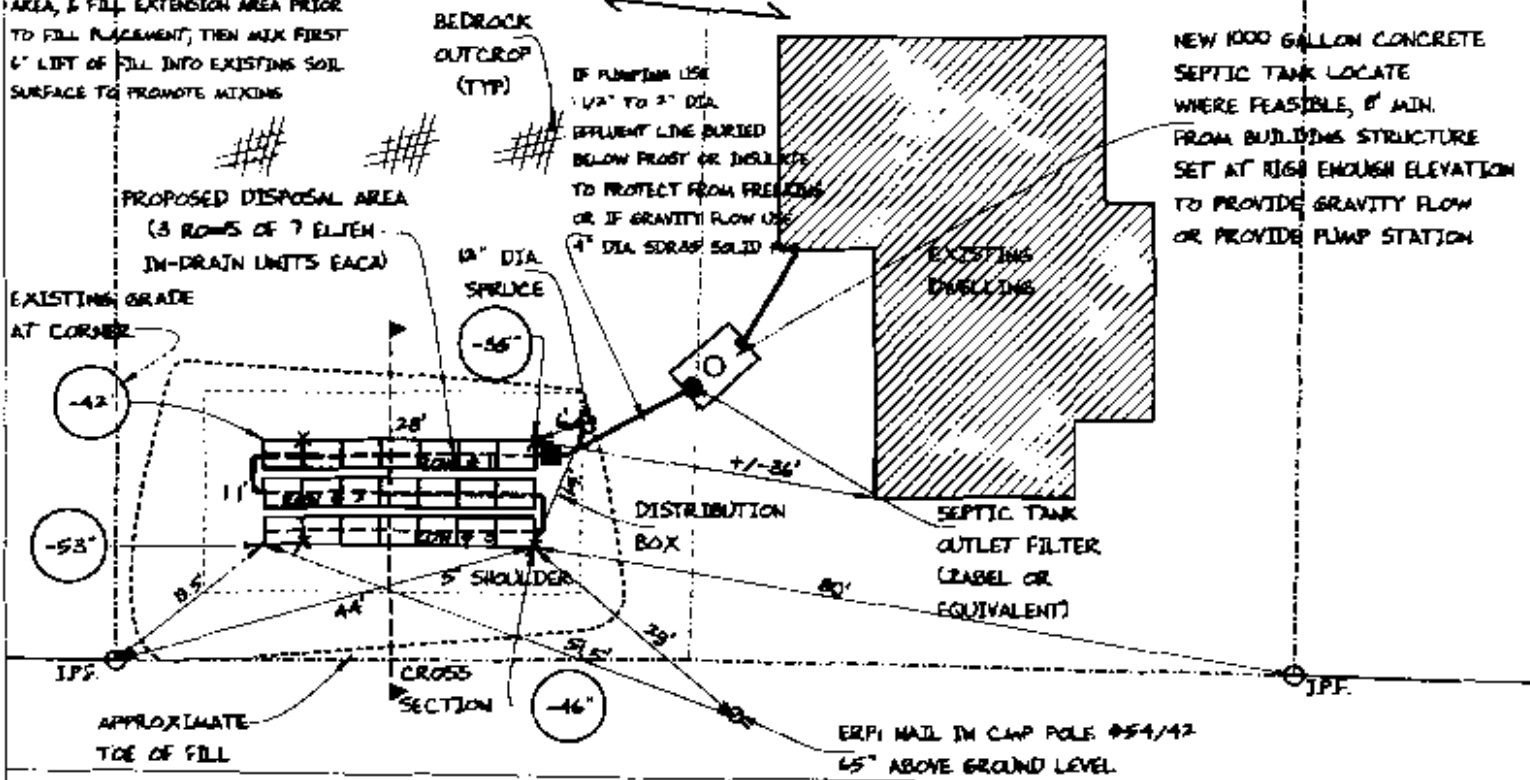 AREA, & FILL EXTENSION AREA PRIOR
TO FILL PLACEMENT, THEN MIX FIRST
6" LIFT OF FILL INTO EXISTING SOIL
SURFACE TO PROMOTE MIXING
BEDROCK
OUTCROP
(TYP)
IF PUMPING USE
1 1/2" TO 2" DIA.
EFFLUENT LINE BURIED
BELOW FROST OR INSULATE
TO PROTECT FROM FREEZING
OR IF GRAVITY FLOW USE
4" DIA. SDR35 SOLID
NEW 1000 GALLON CONCRETE
SEPTIC TANK LOCATE
WHERE FEASIBLE, 8' MIN.
FROM BUILDING STRUCTURE
SET AT HIGH ENOUGH ELEVATION
TO PROVIDE GRAVITY FLOW
OR PROVIDE PUMP STATION
PROPOSED DISPOSAL AREA
(3 ROWS OF 7 ELJEN
IN-DRAIN UNITS EACH)
12" DIA
SPRUCE
EXISTING
DWELLING
EXISTING GRADE
AT CORNER
-42
28'
ROW # 1
+/-36'
11'
DISTRIBUTION
BOX
SEPTIC TANK
OUTLET FILTER
(ZABEL OR
EQUIVALENT)
-53"
5' SHOULDER
44'
80'
29'
51.5'
I.P.F.
CROSS
SECTION
-46"
I.P.F.
APPROXIMATE
TOE OF FILL
ERP: NAIL IN CMP POLE #54/42
65" ABOVE GROUND LEVEL